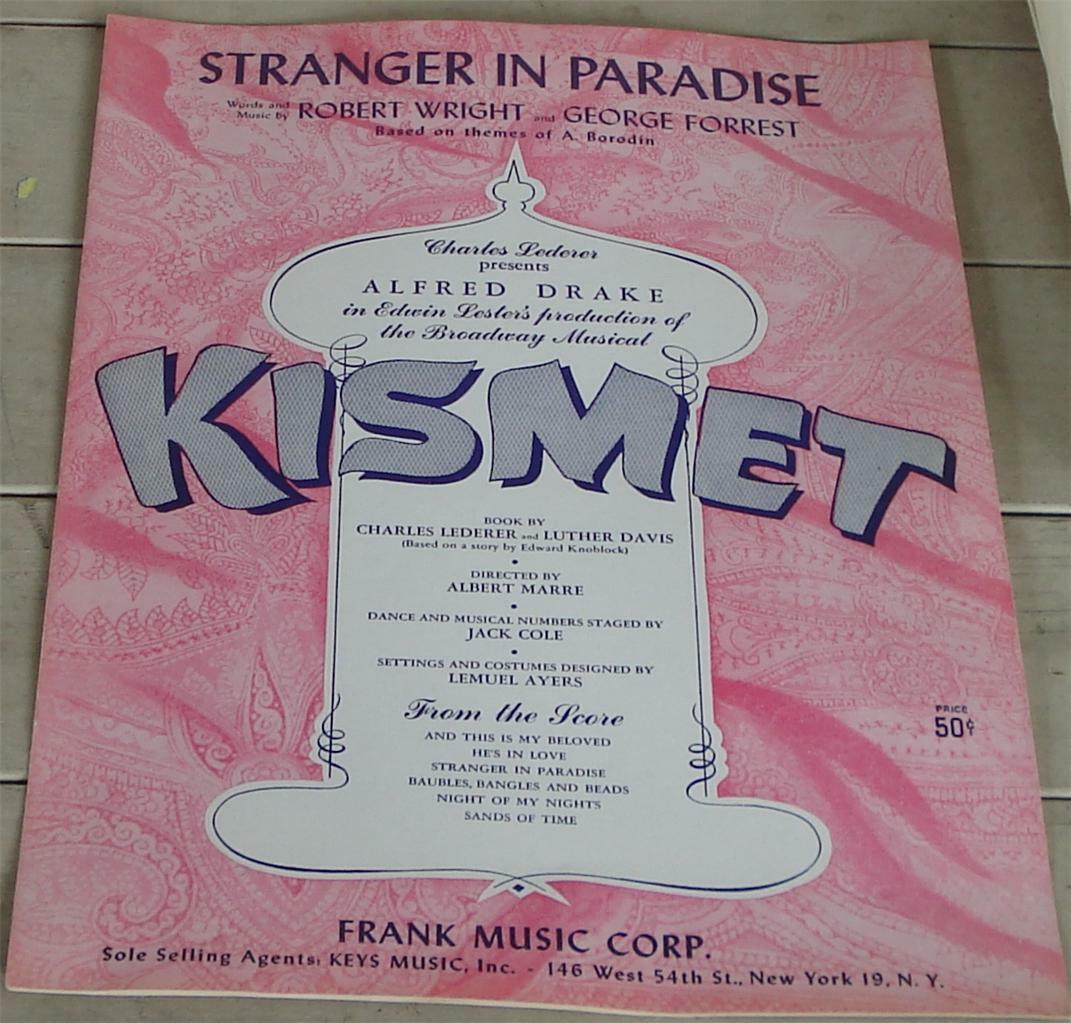 STRANGER IN PARADISE
Words and Music by ROBERT WRIGHT and GEORGE FORREST
Based on themes of A. Borodin
Charles Lederer
presents
ALFRED DRAKE
in Edwin Lester's production of
the Broadway Musical
KISMET
BOOK BY
CHARLES LEDERER and LUTHER DAVIS
(Based on a story by Edward Knoblock)
•
DIRECTED BY
ALBERT MARRE
•
DANCE AND MUSICAL NUMBERS STAGED BY
JACK COLE
•
SETTINGS AND COSTUMES DESIGNED BY
LEMUEL AYERS
From the Score
AND THIS IS MY BELOVED
HE'S IN LOVE
STRANGER IN PARADISE
BAUBLES, BANGLES AND BEADS
NIGHT OF MY NIGHTS
SANDS OF TIME
PRICE
50¢
FRANK MUSIC CORP.
Sole Selling Agents: KEYS MUSIC, Inc. - 146 West 54th St., New York 19, N. Y.